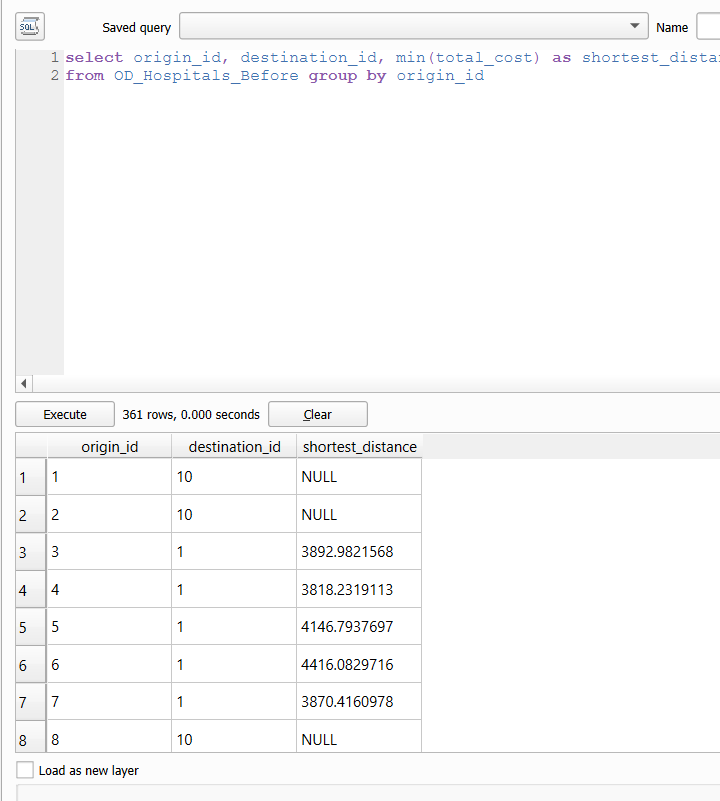 SQL Saved query Name
1 select origin_id, destination_id, min(total_cost) as shortest_dista
2 from OD_Hospitals_Before group by origin_id
Execute 361 rows, 0.000 seconds Clear
origin_id destination_id shortest_distance
1 1 10 NULL
2 2 10 NULL
3 3 1 3892.9821568
4 4 1 3818.2319113
5 5 1 4146.7937697
6 6 1 4416.0829716
7 7 1 3870.4160978
8 8 10 NULL
Load as new layer